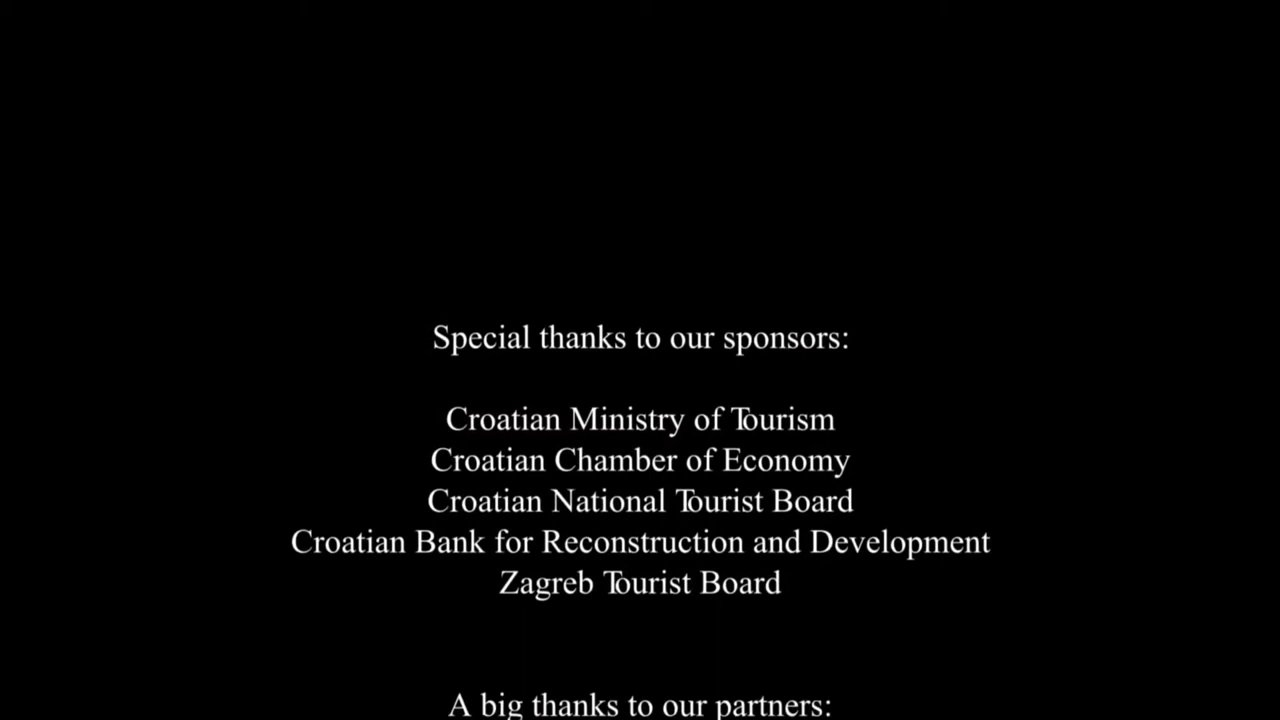 Special thanks to our sponsors:
Croatian Ministry of Tourism
Croatian Chamber of Economy
Croatian National Tourist Board
Croatian Bank for Reconstruction and Development
Zagreb Tourist Board
A big thanks to our partners: